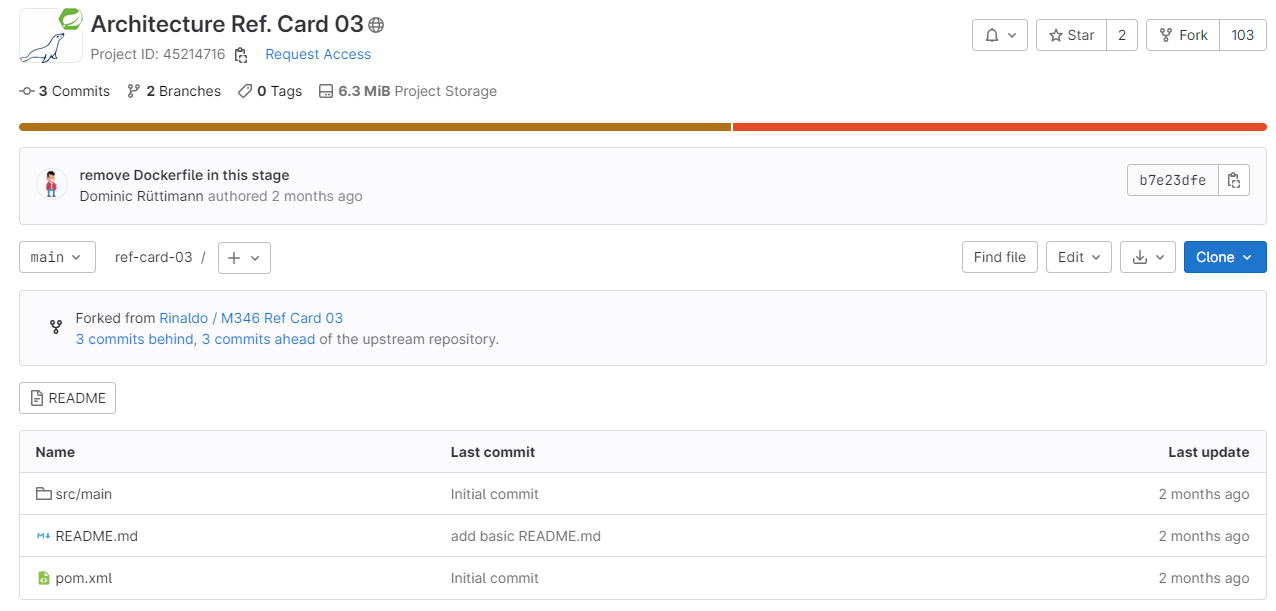 Architecture Ref. Card 03
Project ID: 45214716 Request Access
Star 2 Fork 103
3 Commits 2 Branches 0 Tags 6.3 MiB Project Storage
remove Dockerfile in this stage
Dominic Rüttimann authored 2 months ago
b7e23dfe
main ref-card-03 / +
Find file Edit Clone
Forked from Rinaldo / M346 Ref Card 03
3 commits behind, 3 commits ahead of the upstream repository.
README
Name Last commit Last update
src/main Initial commit 2 months ago
README.md add basic README.md 2 months ago
pom.xml Initial commit 2 months ago